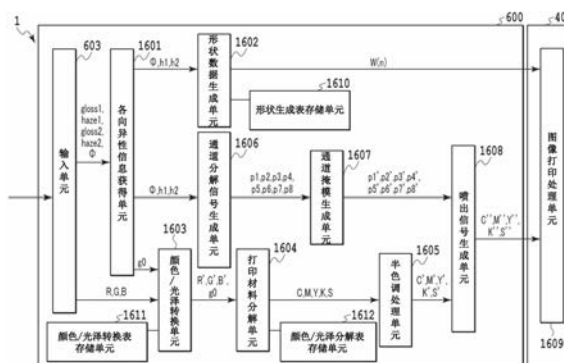 1
600
40
603
1601
1602
形状数据生成单元
Φ,h1,h2
W(n)
1610
形状生成表存储单元
gloss1,
haze1,
gloss2,
haze2,
Φ
输入单元
各向异性信息获得单元
1606
通道分解信号生成单元
Φ,h1,h2
p1,p2,p3,p4,
p5,p6,p7,p8
1607
通道掩模生成单元
p1',p2',p3',p4',
p5',p6',p7',p8'
1608
喷出信号生成单元
C'',M'',Y'',
K'',S''
图像打印处理单元
1609
g0
R,G,B
1603
颜色/光泽转换单元
R',G',B',
g0
1604
打印材料分解单元
C,M,Y,K,S
1605
半色调处理单元
C',M',Y',
K',S'
1611
颜色/光泽转换表存储单元
1612
颜色/光泽分解表存储单元